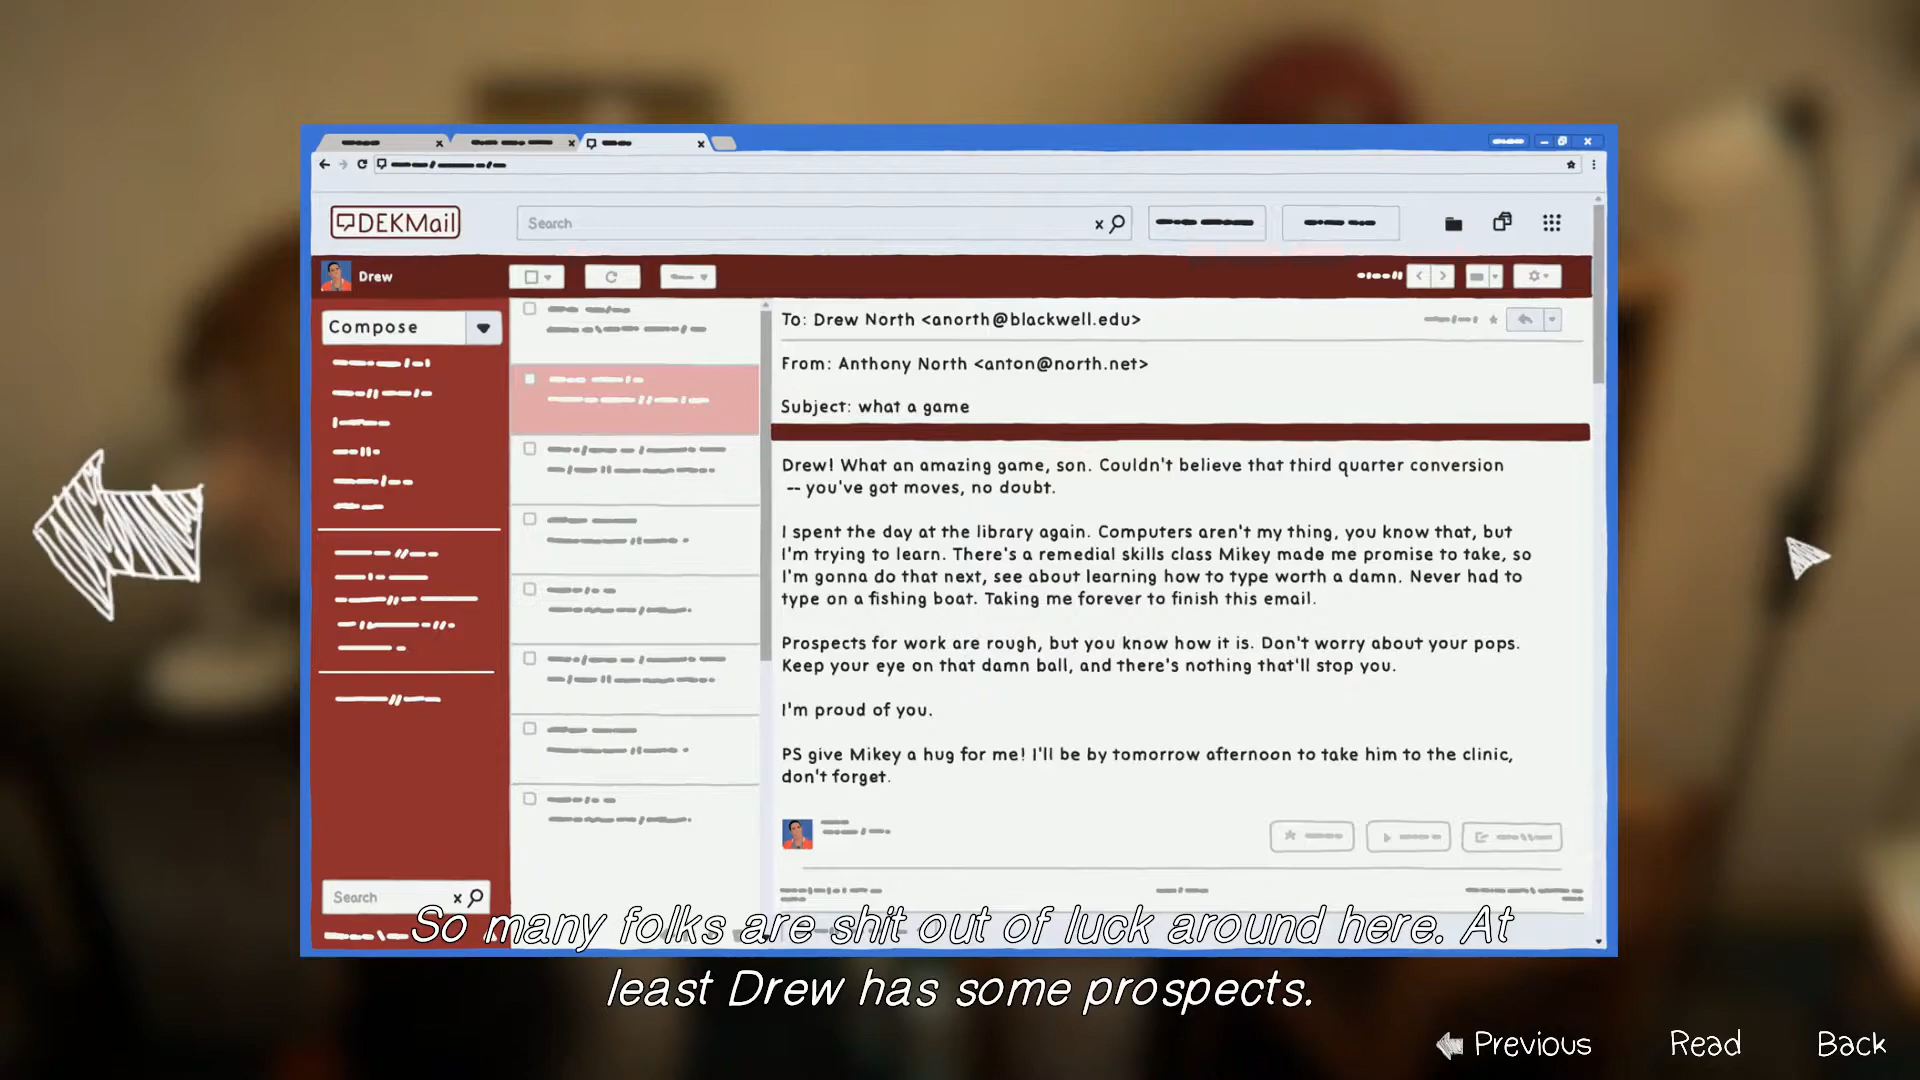 DEKMail
Search
x
Drew
Compose
To: Drew North <anorth@blackwell.edu>
From: Anthony North <anton@north.net>
Subject: what a game
Drew! What an amazing game, son. Couldn't believe that third quarter conversion
-- you've got moves, no doubt.
I spent the day at the library again. Computers aren't my thing, you know that, but
I'm trying to learn. There's a remedial skills class Mikey made me promise to take, so
I'm gonna do that next, see about learning how to type worth a damn. Never had to
type on a fishing boat. Taking me forever to finish this email.
Prospects for work are rough, but you know how it is. Don't worry about your pops.
Keep your eye on that damn ball, and there's nothing that'll stop you.
I'm proud of you.
PS give Mikey a hug for me! I'll be by tomorrow afternoon to take him to the clinic,
don't forget.
Search
x
So many folks are shit out of luck around here. At
least Drew has some prospects.
Previous
Read
Back